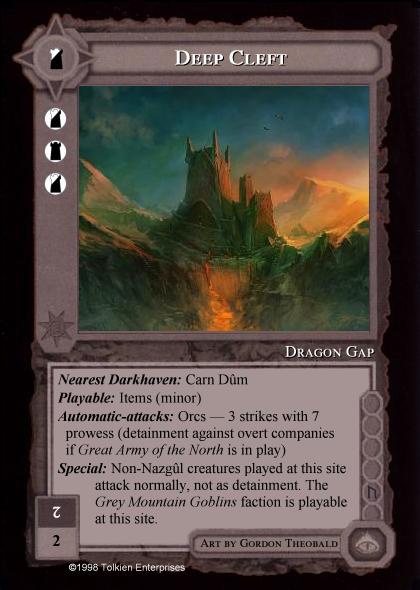 DEEP CLEFT
DRAGON GAP
Nearest Darkhaven: Carn Dûm
Playable: Items (minor)
Automatic-attacks: Orcs — 3 strikes with 7
prowess (detainment against overt companies
if Great Army of the North is in play)
Special: Non-Nazgûl creatures played at this site
attack normally, not as detainment. The
Grey Mountain Goblins faction is playable
at this site.
2
2
ART BY GORDON THEOBALD
©1998 Tolkien Enterprises